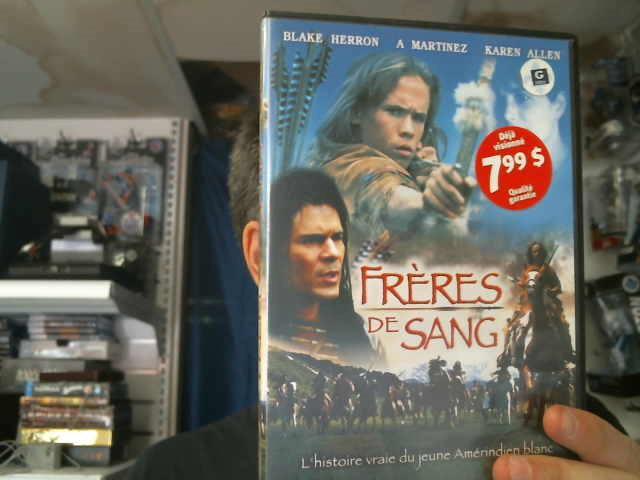 BLAKE HERRON A MARTINEZ KAREN ALLEN
G
Déjà
visionné
7.99 $
Qualité
garantie
FRÈRES
DE SANG
L'histoire vraie du jeune Amérindien blanc